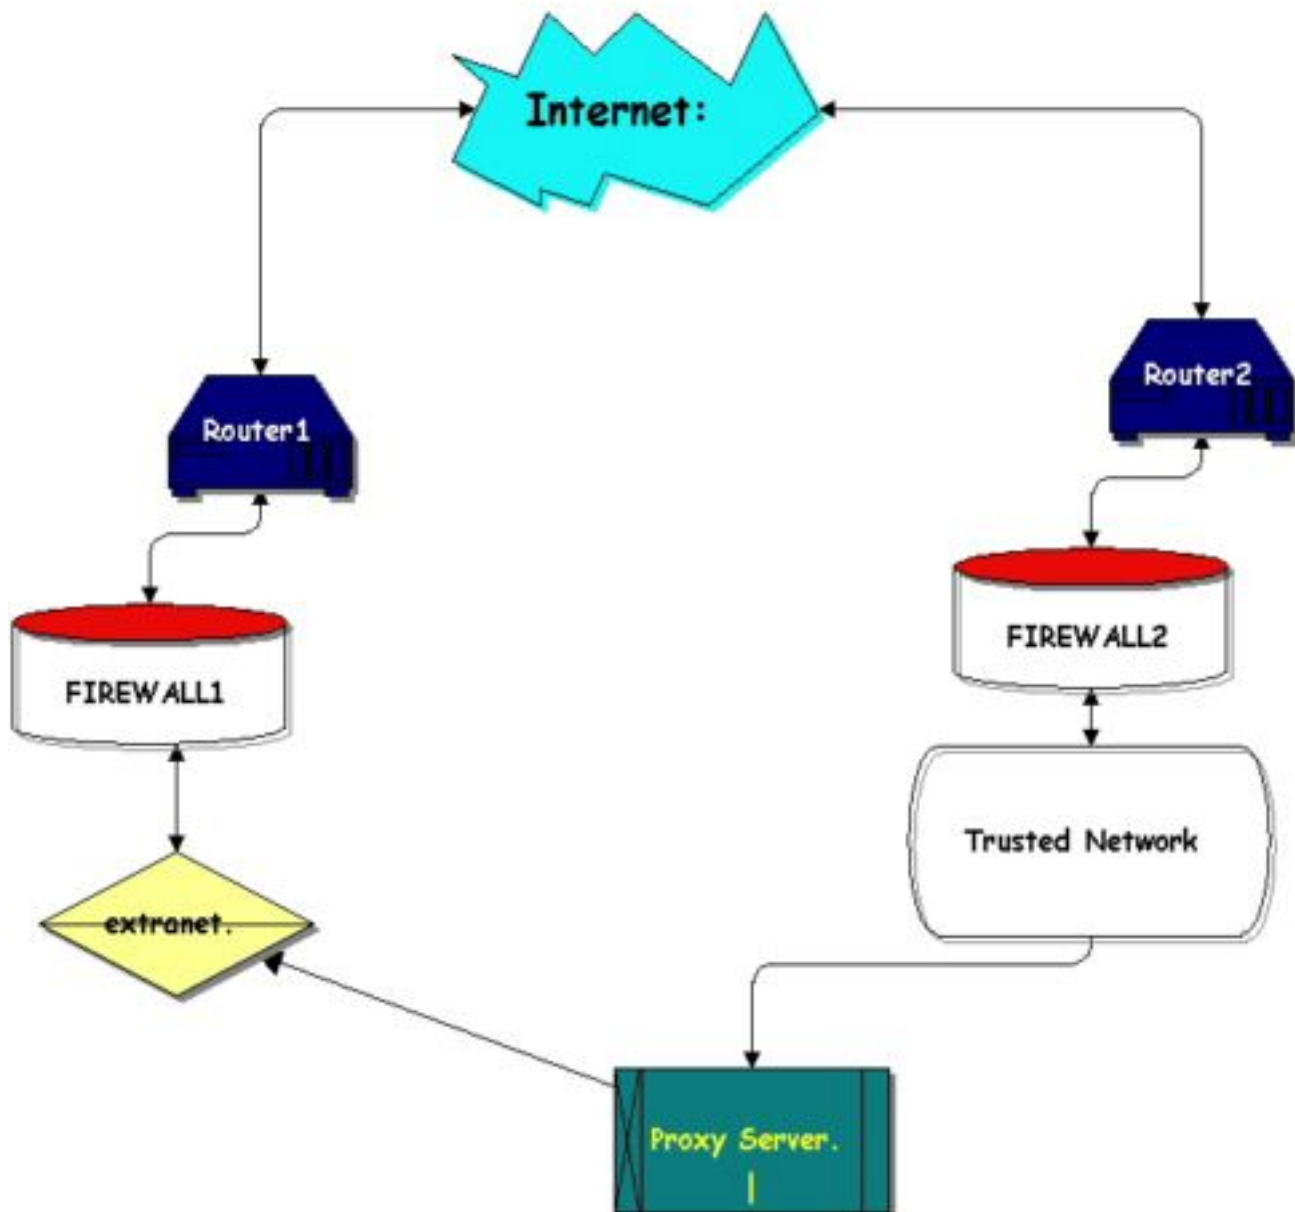 Internet:
Router2
Router1
FIREWALL2
FIREWALL1
Trusted Network
extranet.
Proxy Server.